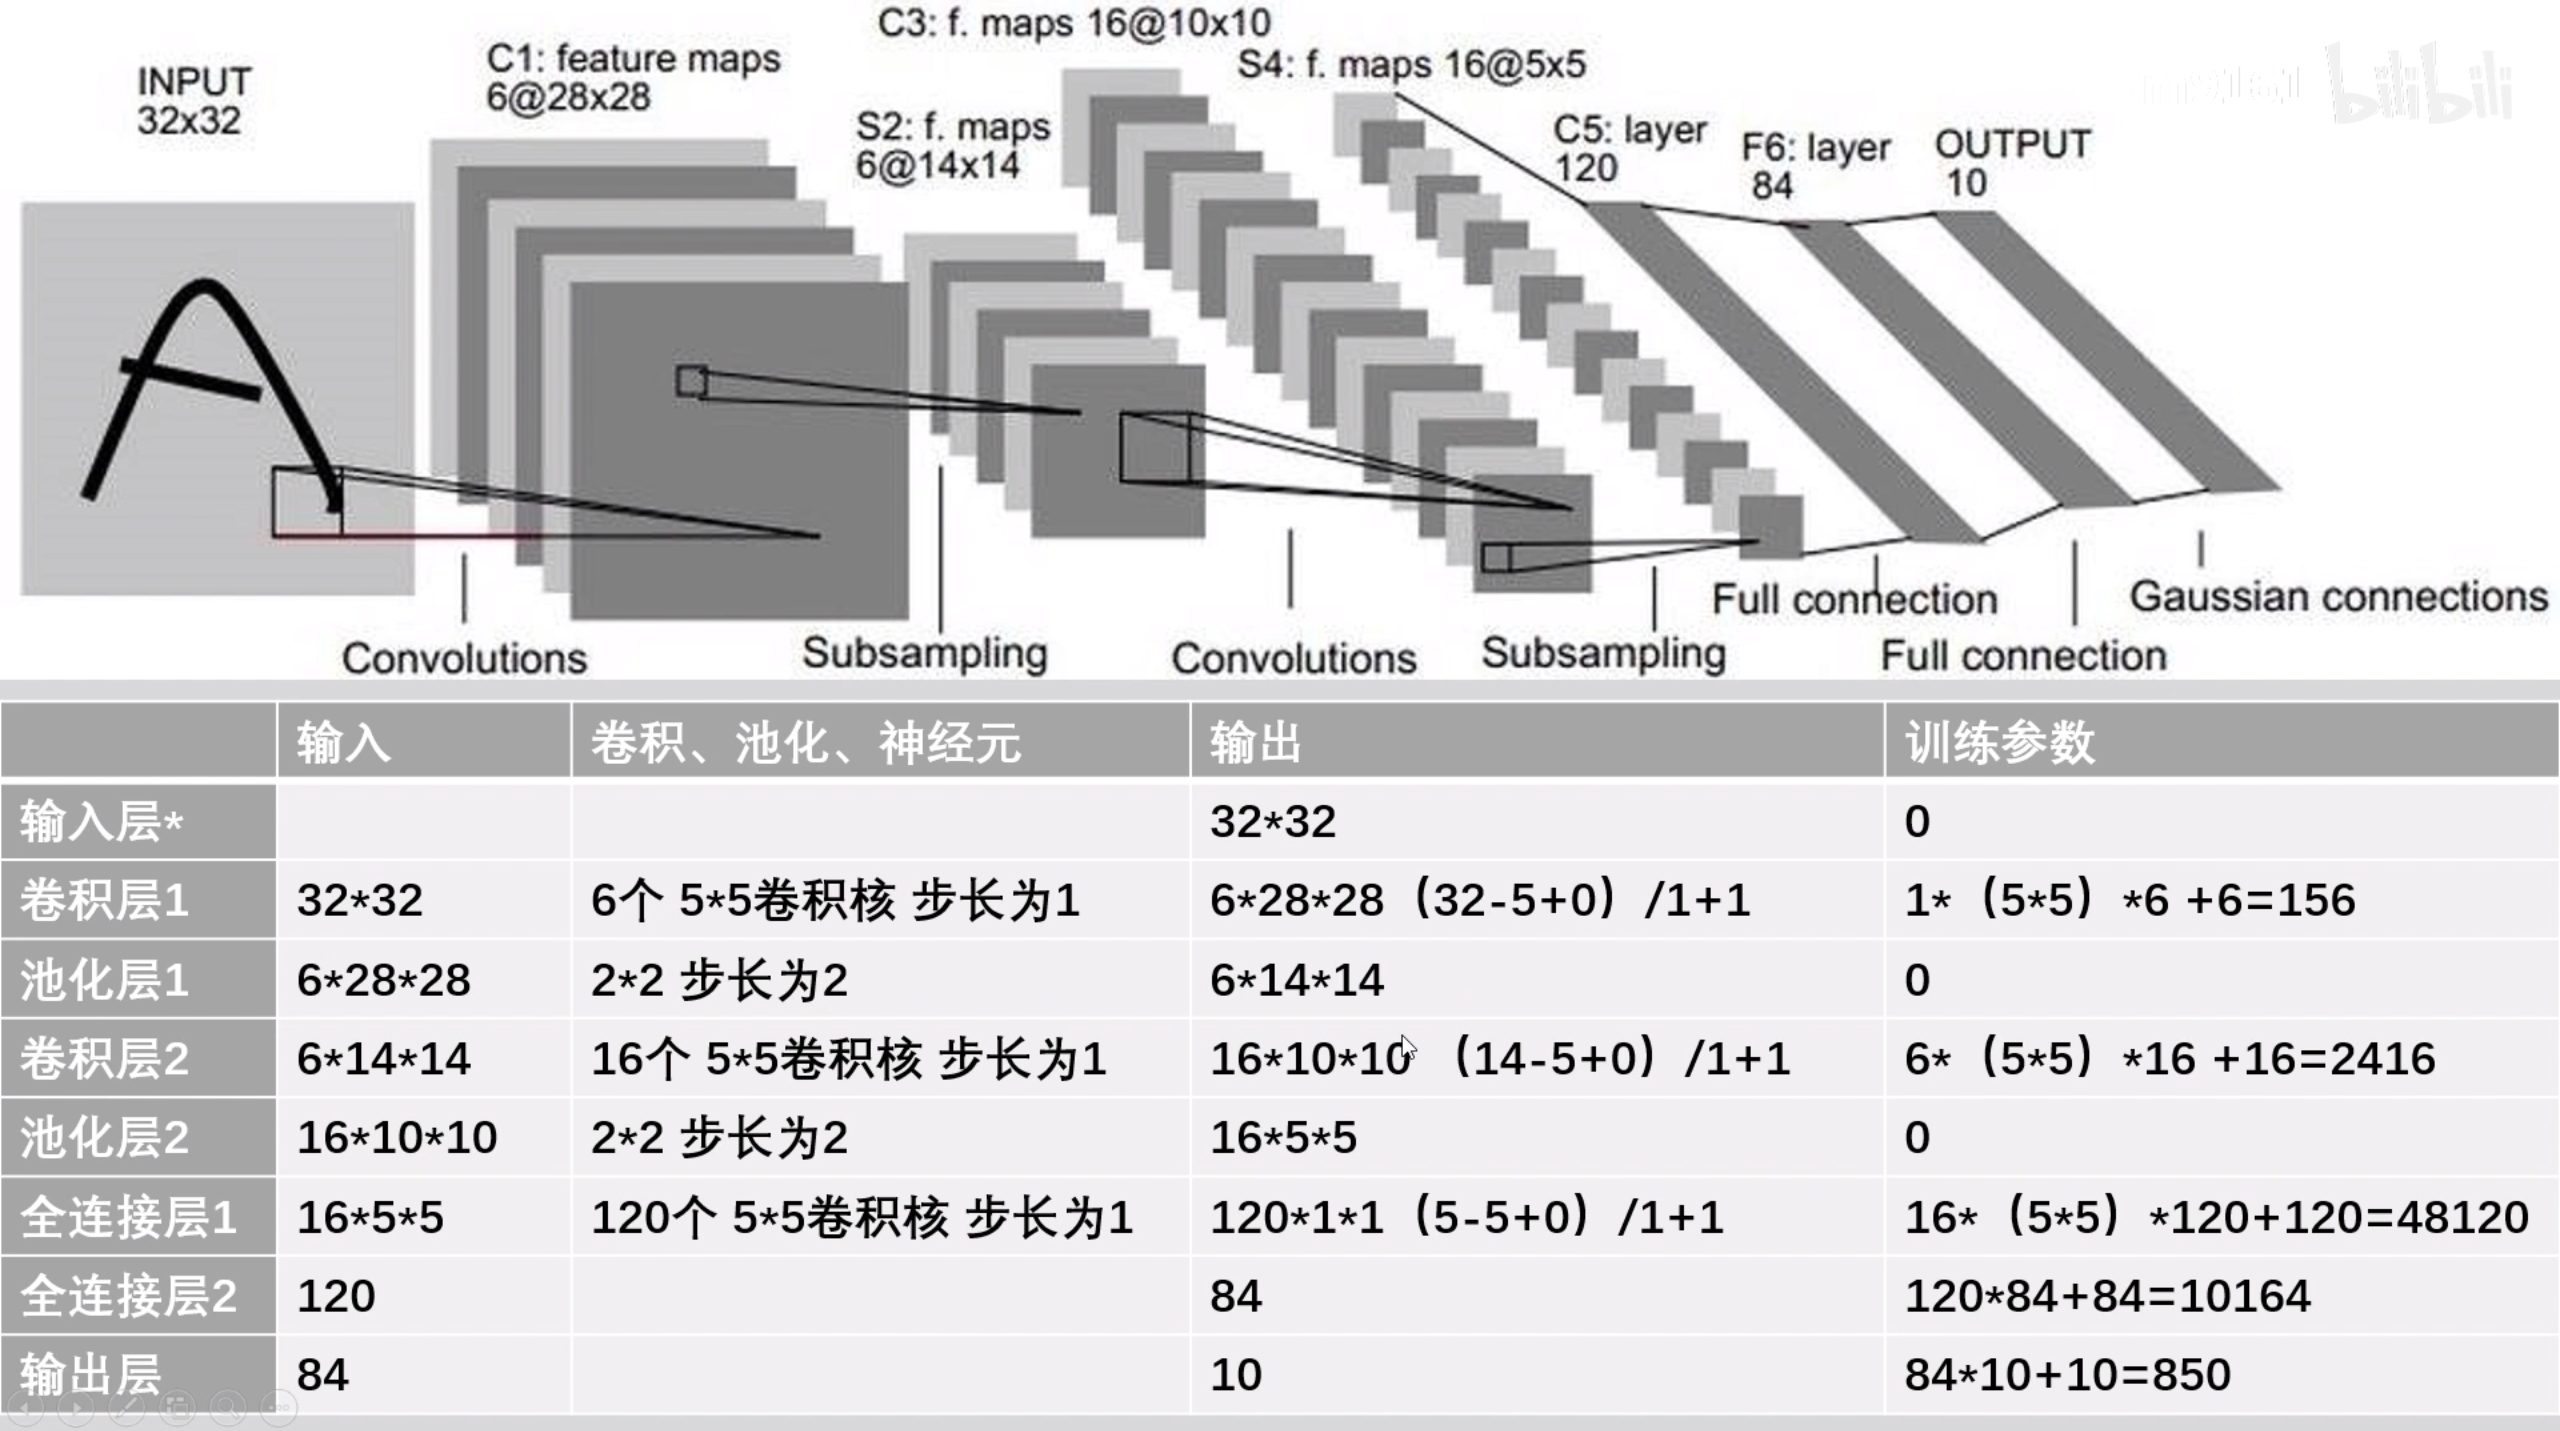 C3: f. maps 16@10x10
INPUT
32x32
C1: feature maps
6@28x28
S4: f. maps 16@5x5
S2: f. maps
6@14x14
C5: layer
120
F6: layer
84
OUTPUT
10
bilibili
Convolutions
Subsampling
Convolutions
Subsampling
Full connection
Full connection
Gaussian connections
输入 卷积、池化、神经元 输出 训练参数
输入层* 32*32 0
卷积层1 32*32 6个 5*5卷积核 步长为1 6*28*28（32-5+0）/1+1 1*（5*5）*6 +6=156
池化层1 6*28*28 2*2 步长为2 6*14*14 0
卷积层2 6*14*14 16个 5*5卷积核 步长为1 16*10*10 （14-5+0）/1+1 6*（5*5）*16 +16=2416
池化层2 16*10*10 2*2 步长为2 16*5*5 0
全连接层1 16*5*5 120个 5*5卷积核 步长为1 120*1*1（5-5+0）/1+1 16*（5*5）*120+120=48120
全连接层2 120 84 120*84+84=10164
输出层 84 10 84*10+10=850